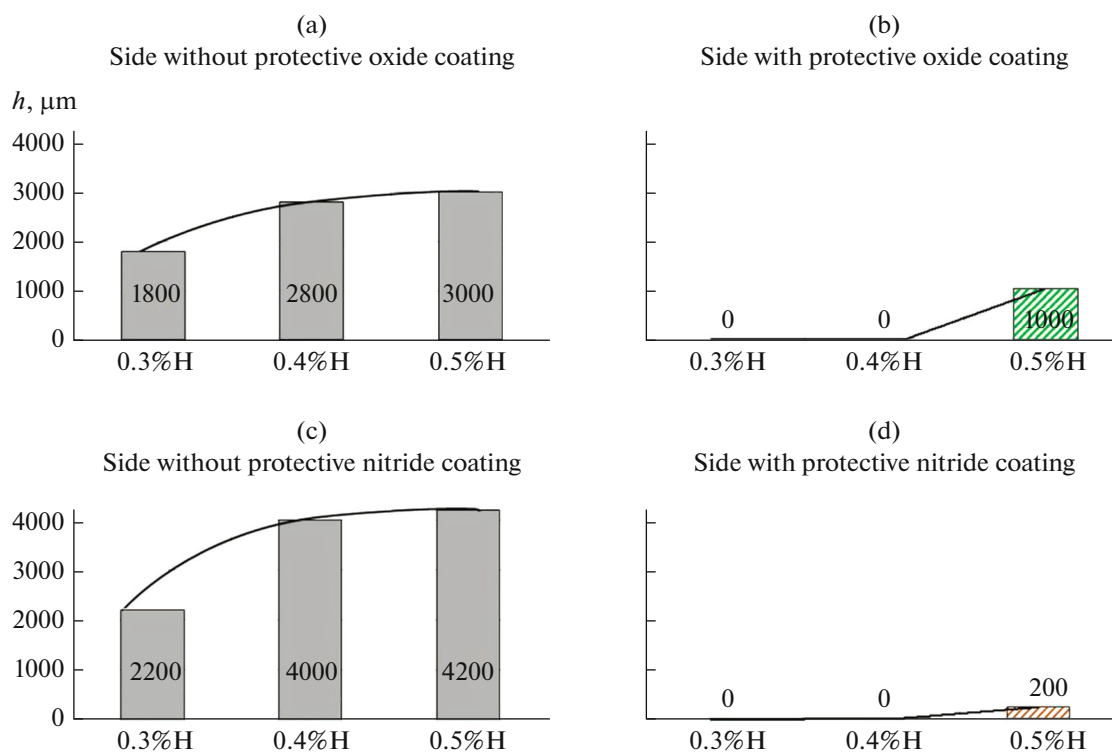 (a)
Side without protective oxide coating
h, μm
4000
3000
2000
1000
0
1800
2800
3000
0.3%H
0.4%H
0.5%H
(b)
Side with protective oxide coating
0
0
1000
0.3%H
0.4%H
0.5%H
(c)
Side without protective nitride coating
4000
3000
2000
1000
0
2200
4000
4200
0.3%H
0.4%H
0.5%H
(d)
Side with protective nitride coating
0
0
200
0.3%H
0.4%H
0.5%H